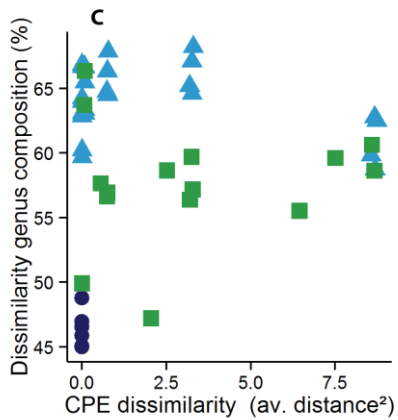 C
Dissimilarity genus composition (%)
65
60
55
50
45
0.0 2.5 5.0 7.5
CPE dissimilarity (av. distance²)